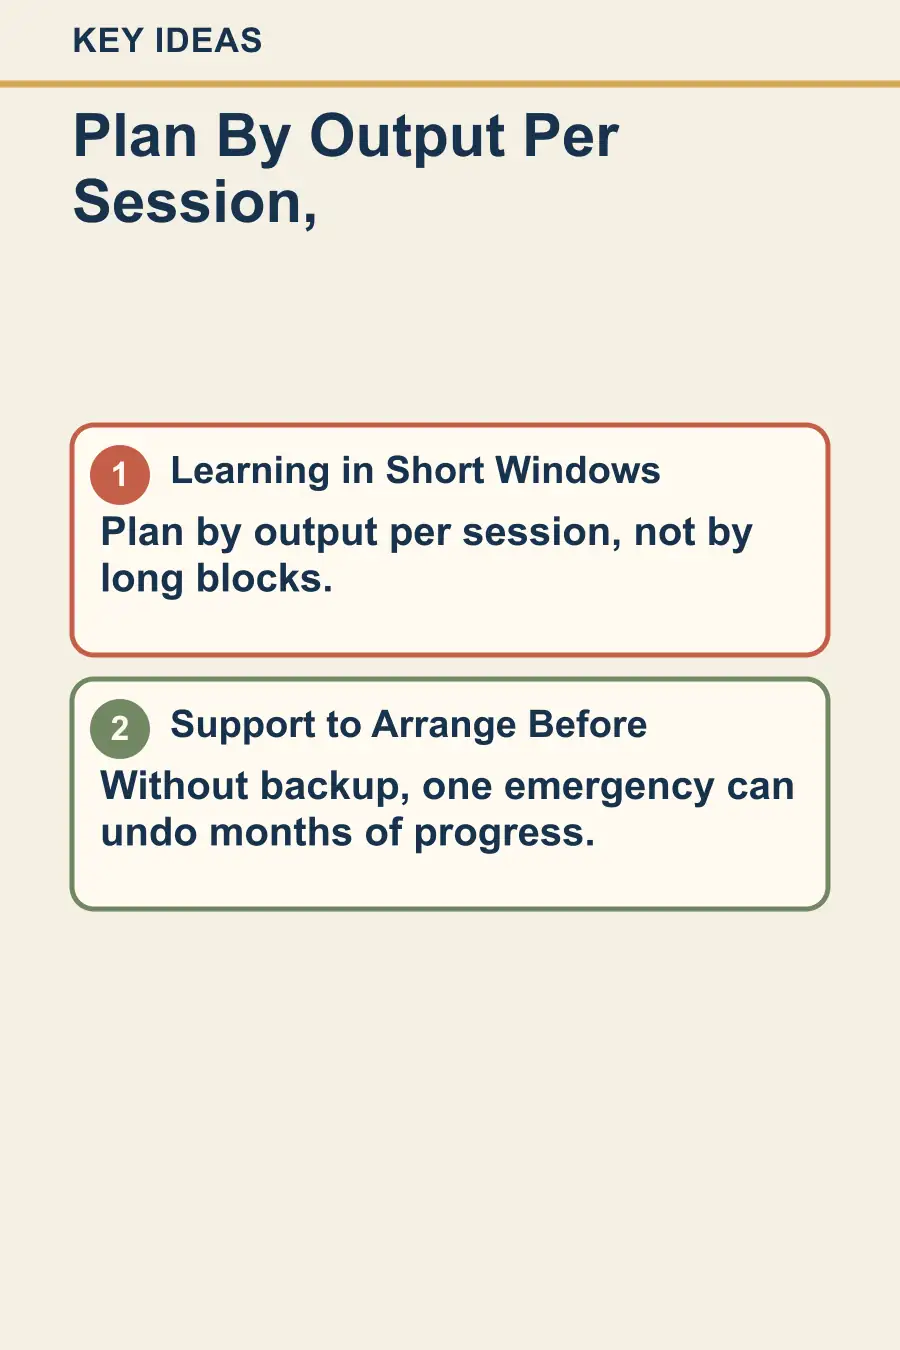 KEY IDEAS
Plan By Output Per
Session,
1
Learning in Short Windows
Plan by output per session, not by
long blocks.
2
Support to Arrange Before
Without backup, one emergency can
undo months of progress.